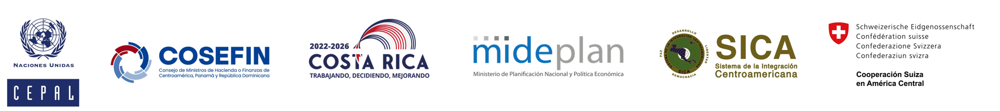 NACIONES UNIDAS
CEPAL
COSEFIN
Consejo de Ministros de Hacienda o Finanzas de
Centroamérica, Panamá y República Dominicana
2022-2026
COSTA RICA
TRABAJANDO, DECIDIENDO, MEJORANDO
mideplan
Ministerio de Planificación Nacional y Política Económica
DESARROLLO
PAZ
LIBERTAD
DEMOCRACIA
SISTEMA DE LA INTEGRACION CENTROAMERICANA
SICA
SICA
Sistema de la Integración
Centroamericana
Schweizerische Eidgenossenschaft
Confédération suisse
Confederazione Svizzera
Confederaziun svizra
Cooperación Suiza
en América Central